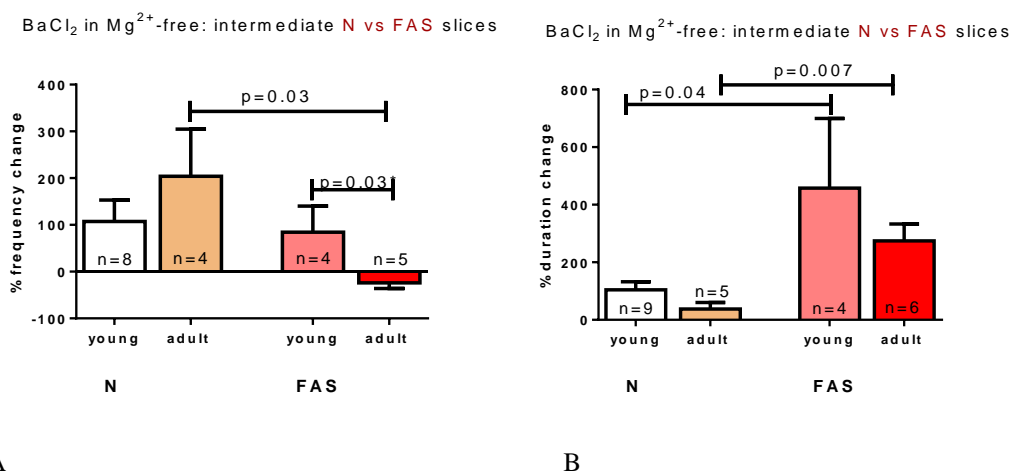 BaCl2 in Mg2+-free: intermediate N vs FAS slices
%frequency change
400
300
200
100
0
-100
p=0.03
p=0.03*
n=8
n=4
n=4
n=5
young
adult
young
adult
N
FAS
A
BaCl2 in Mg2+-free: intermediate N vs FAS slices
%duration change
800
600
400
200
0
p=0.007
p=0.04
n=9
n=5
n=4
n=6
young
adult
young
adult
N
FAS
B